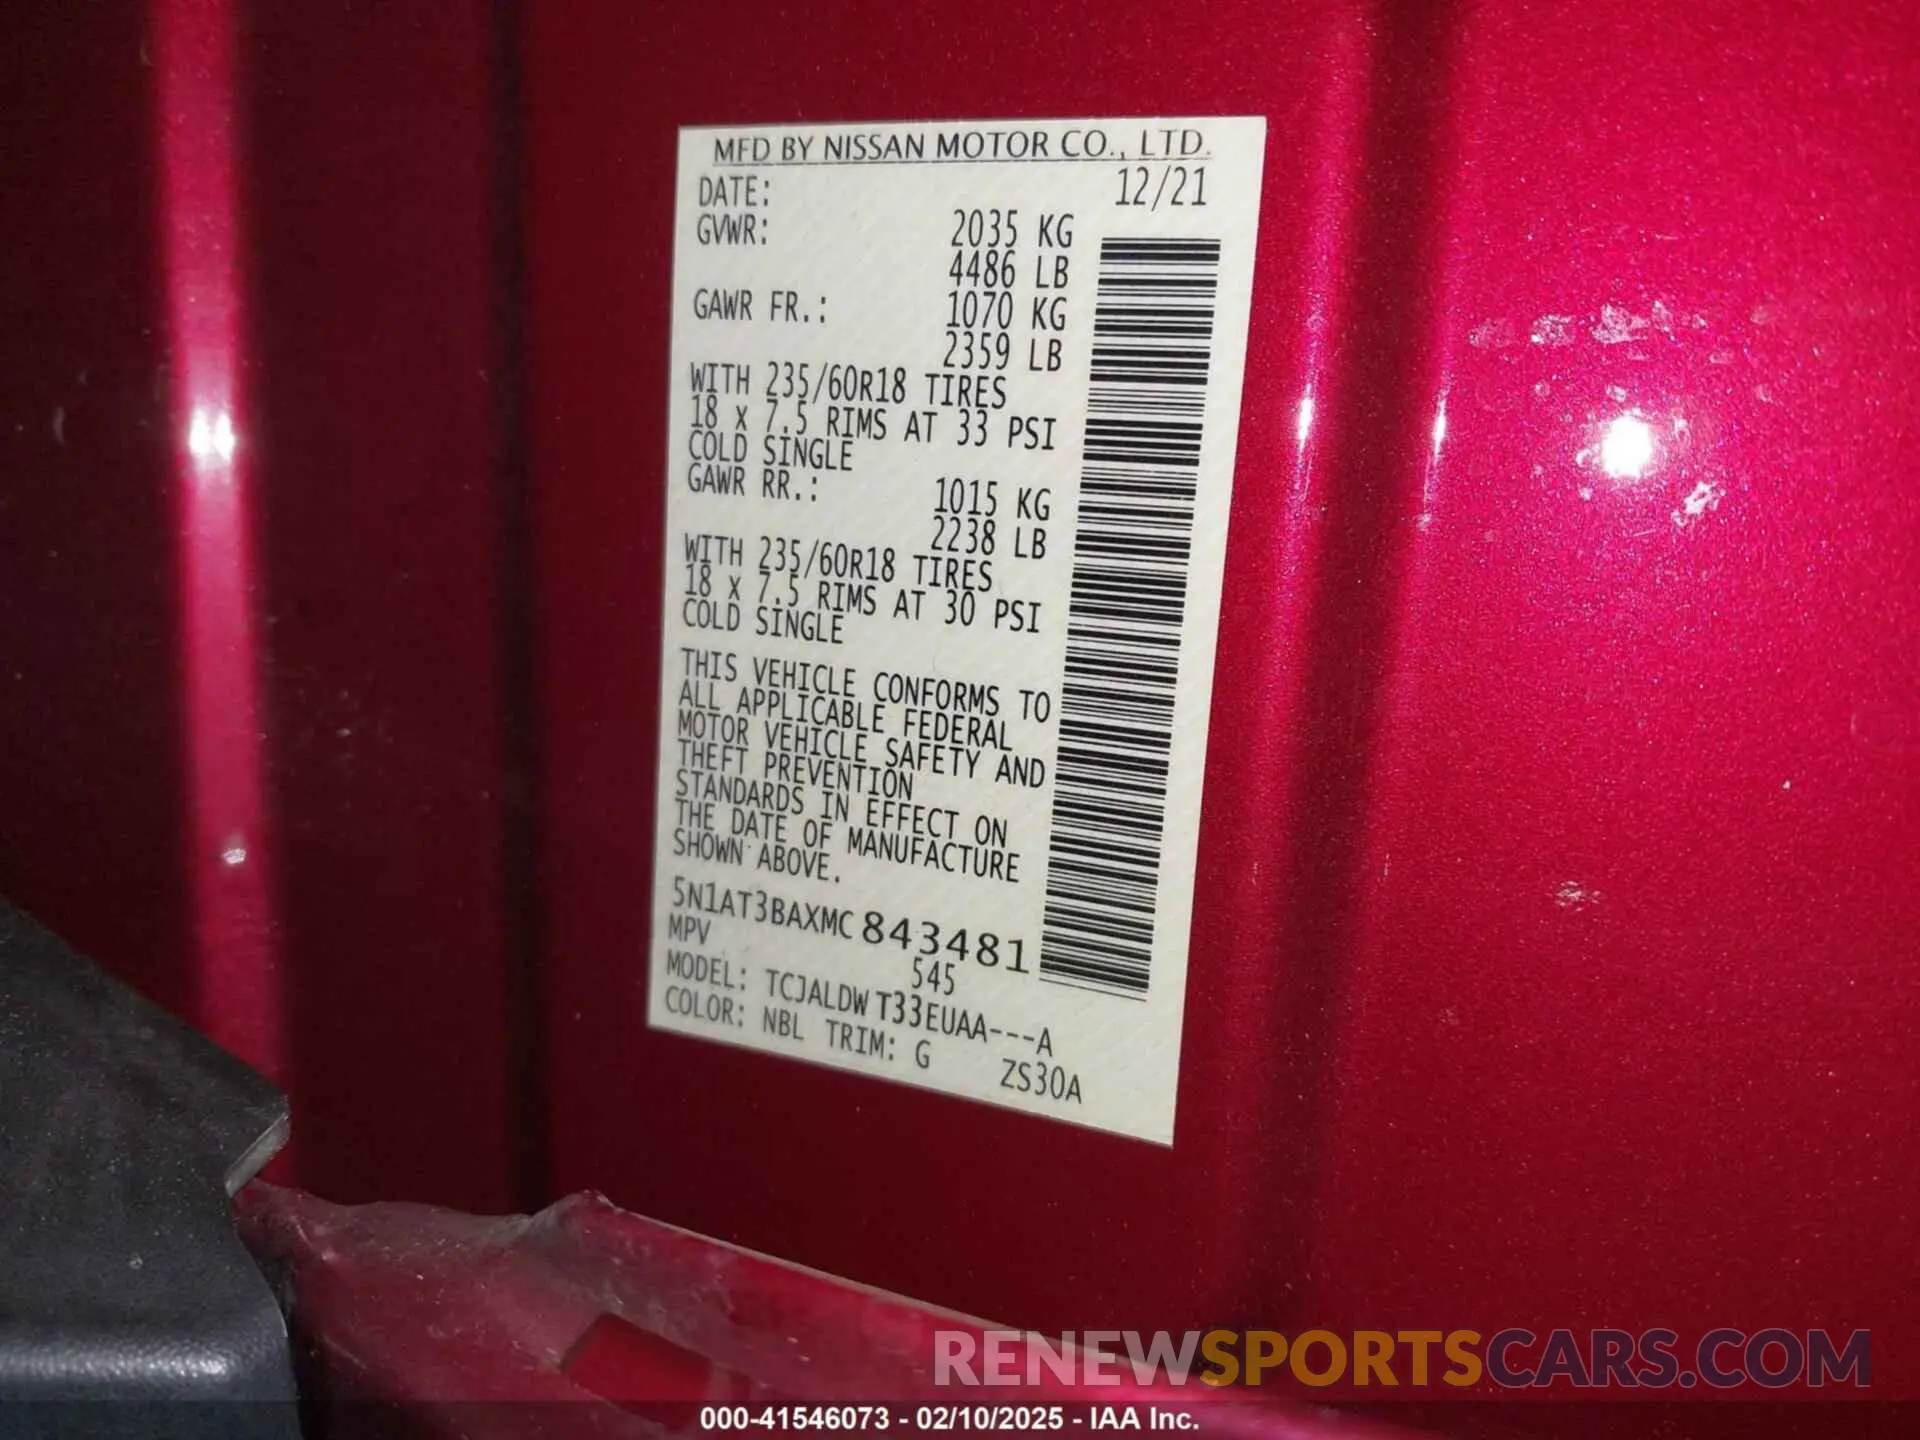 MFD BY NISSAN MOTOR CO., LTD.
DATE: 12/21
GVWR: 2035 KG
4486 LB
GAWR FR.: 1070 KG
2359 LB
WITH 235/60R18 TIRES
18 X 7.5 RIMS AT 33 PSI
COLD SINGLE
GAWR RR.: 1015 KG
2238 LB
WITH 235/60R18 TIRES
18 X 7.5 RIMS AT 30 PSI
COLD SINGLE
THIS VEHICLE CONFORMS TO
ALL APPLICABLE FEDERAL
MOTOR VEHICLE SAFETY AND
THEFT PREVENTION
STANDARDS IN EFFECT ON
THE DATE OF MANUFACTURE
SHOWN ABOVE.
5N1AT3BAXMC 843481
MPV 545
MODEL: TCJALDW T33EUAA---A
COLOR: NBL TRIM: G ZS30A
RENEWSPORTSCARS.COM
000-41546073 - 02/10/2025 - IAA Inc.